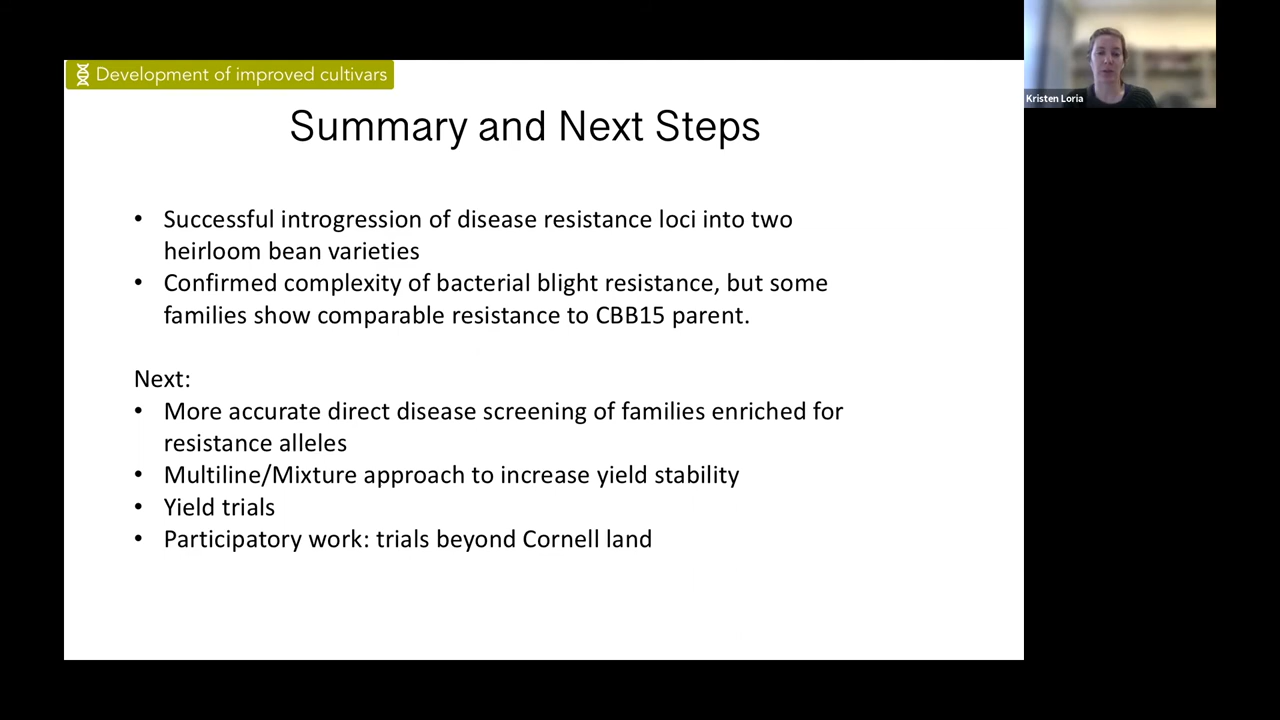 Development of improved cultivars
Kristen Loria
Summary and Next Steps
• Successful introgression of disease resistance loci into two
heirloom bean varieties
• Confirmed complexity of bacterial blight resistance, but some
families show comparable resistance to CBB15 parent.
Next:
• More accurate direct disease screening of families enriched for
resistance alleles
• Multiline/Mixture approach to increase yield stability
• Yield trials
• Participatory work: trials beyond Cornell land